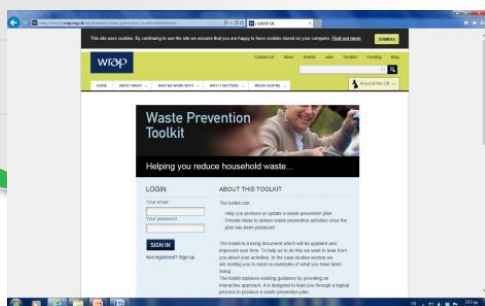 wrap
This site uses cookies. By continuing to use the site we assume that you are happy to have cookies stored on your computer. Find out more
DISMISS
wrap
Contact Us News Events Jobs Tenders Funding Blog
HOME ABOUT WRAP WHO WE WORK WITH WHY IT MATTERS MEDIA CENTRE
Around the UK
Waste Prevention
Toolkit
Helping you reduce household waste...
LOGIN
Your email
Your password
SIGN IN
Not registered? Sign up
ABOUT THIS TOOLKIT
The toolkit can:
Help you produce or update a waste prevention plan.
Provide ideas to deliver waste prevention activities once the
plan has been produced.
The toolkit is a living document which will be updated and
improved over time. To help us to do this we want to hear from
you about your activities. In the case studies section we
are inviting you to send us examples of what you have been
doing.
The toolkit replaces existing guidance by providing an
interactive approach. It is designed to lead you through a logical
process to produce a waste prevention plan.